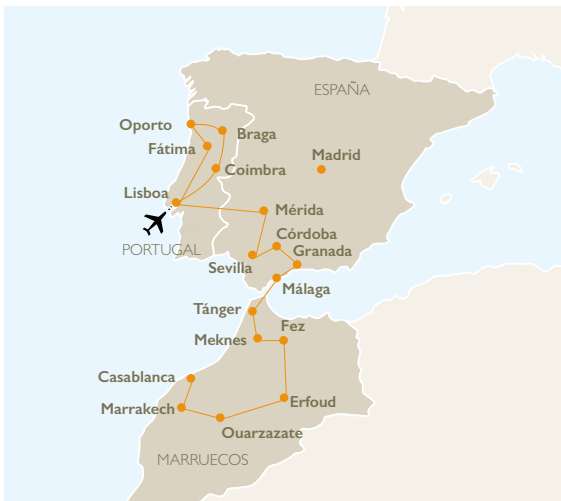 ESPAÑA
Oporto
Braga
Fátima
Madrid
Coimbra
Lisboa
Mérida
Córdoba
PORTUGAL
Granada
Sevilla
Málaga
Tánger
Fez
Meknes
Casablanca
Erfoud
Marrakech
Ouarzazate
MARRUECOS